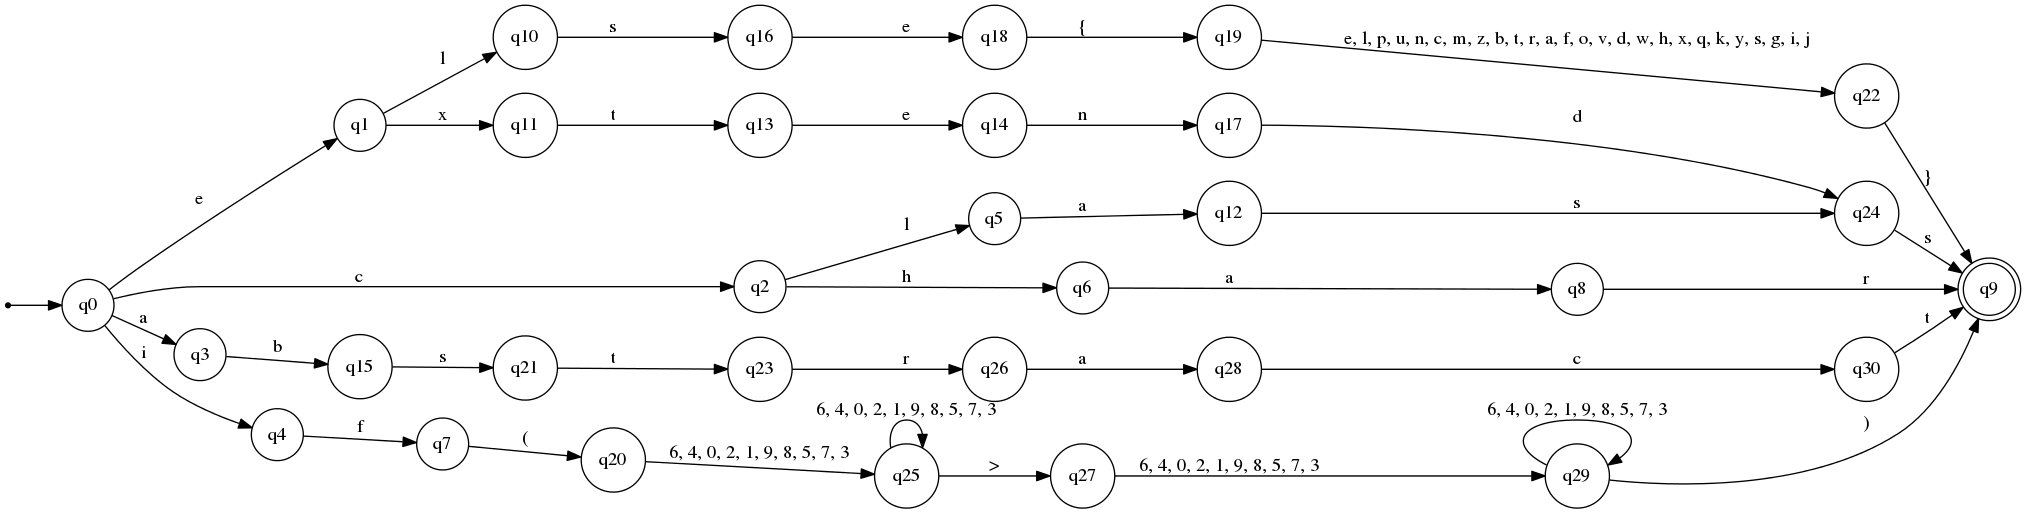 q10 s q16 e q18 { q19 e, l, p, u, n, c, m, z, b, t, r, a, f, o, v, d, w, h, x, q, k, y, s, g, i, j
l
q22
q1 x q11 t q13 e q14 n q17 d
}
e
l q5 a q12 s q24
s
c q2 h q6 a q8 r q9
q0
a
t
i q3 b q15 s q21 t q23 r q26 a q28 c q30
6, 4, 0, 2, 1, 9, 8, 5, 7, 3 6, 4, 0, 2, 1, 9, 8, 5, 7, 3
)
q4 f q7 ( q20 6, 4, 0, 2, 1, 9, 8, 5, 7, 3 q25 > q27 6, 4, 0, 2, 1, 9, 8, 5, 7, 3 q29